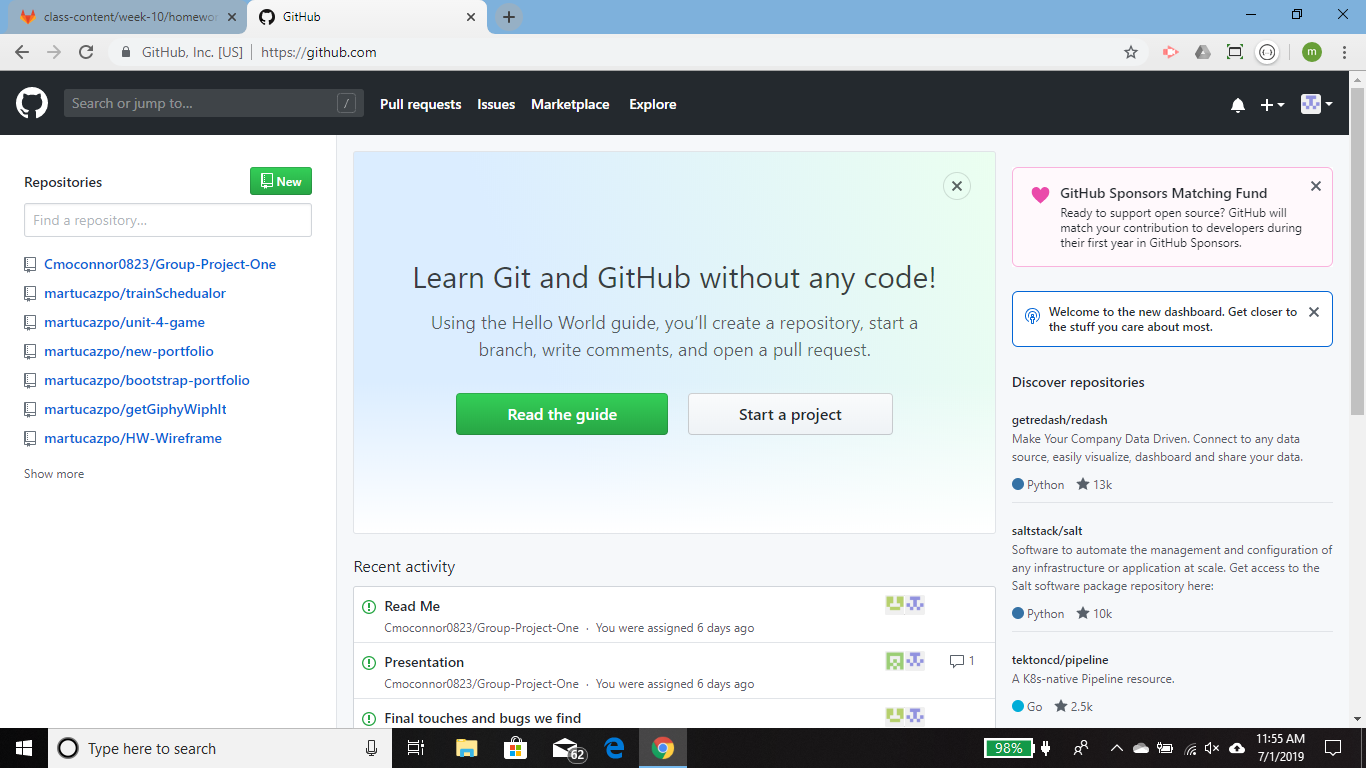 class-content/week-10/homewor
GitHub
GitHub, Inc. [US]
https://github.com
m
Search or jump to...
/
Pull requests
Issues
Marketplace
Explore
Repositories
New
Find a repository...
Cmoconnor0823/Group-Project-One
martucazpo/trainSchedualor
martucazpo/unit-4-game
martucazpo/new-portfolio
martucazpo/bootstrap-portfolio
martucazpo/getGiphyWiphIt
martucazpo/HW-Wireframe
Show more
Learn Git and GitHub without any code!
Using the Hello World guide, you’ll create a repository, start a
branch, write comments, and open a pull request.
Read the guide
Start a project
Recent activity
Read Me
Cmoconnor0823/Group-Project-One · You were assigned 6 days ago
Presentation
1
Cmoconnor0823/Group-Project-One · You were assigned 6 days ago
Final touches and bugs we find
GitHub Sponsors Matching Fund
Ready to support open source? GitHub will
match your contribution to developers during
their first year in GitHub Sponsors.
Welcome to the new dashboard. Get closer to
the stuff you care about most.
Discover repositories
getredash/redash
Make Your Company Data Driven. Connect to any data
source, easily visualize, dashboard and share your data.
Python 13k
saltstack/salt
Software to automate the management and configuration of
any infrastructure or application at scale. Get access to the
Salt software package repository here:
Python 10k
tektoncd/pipeline
A K8s-native Pipeline resource.
Go 2.5k
Type here to search
62
98%
11:55 AM
7/1/2019